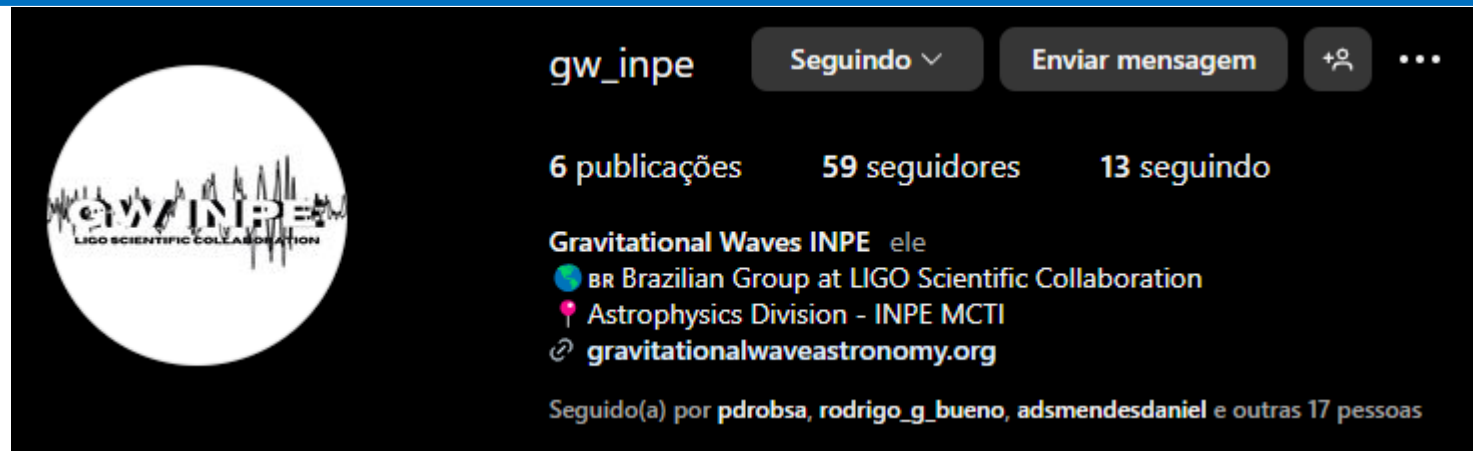 gw_inpe Seguindo Enviar mensagem
6 publicações 59 seguidores 13 seguindo
GW INPE
LIGO SCIENTIFIC COLLABORATION
Gravitational Waves INPE ele
BR Brazilian Group at LIGO Scientific Collaboration
Astrophysics Division - INPE MCTI
gravitationalwaveastronomy.org
Seguido(a) por pdrobsa, rodrigo_g_bueno, adsmendesdaniel e outras 17 pessoas